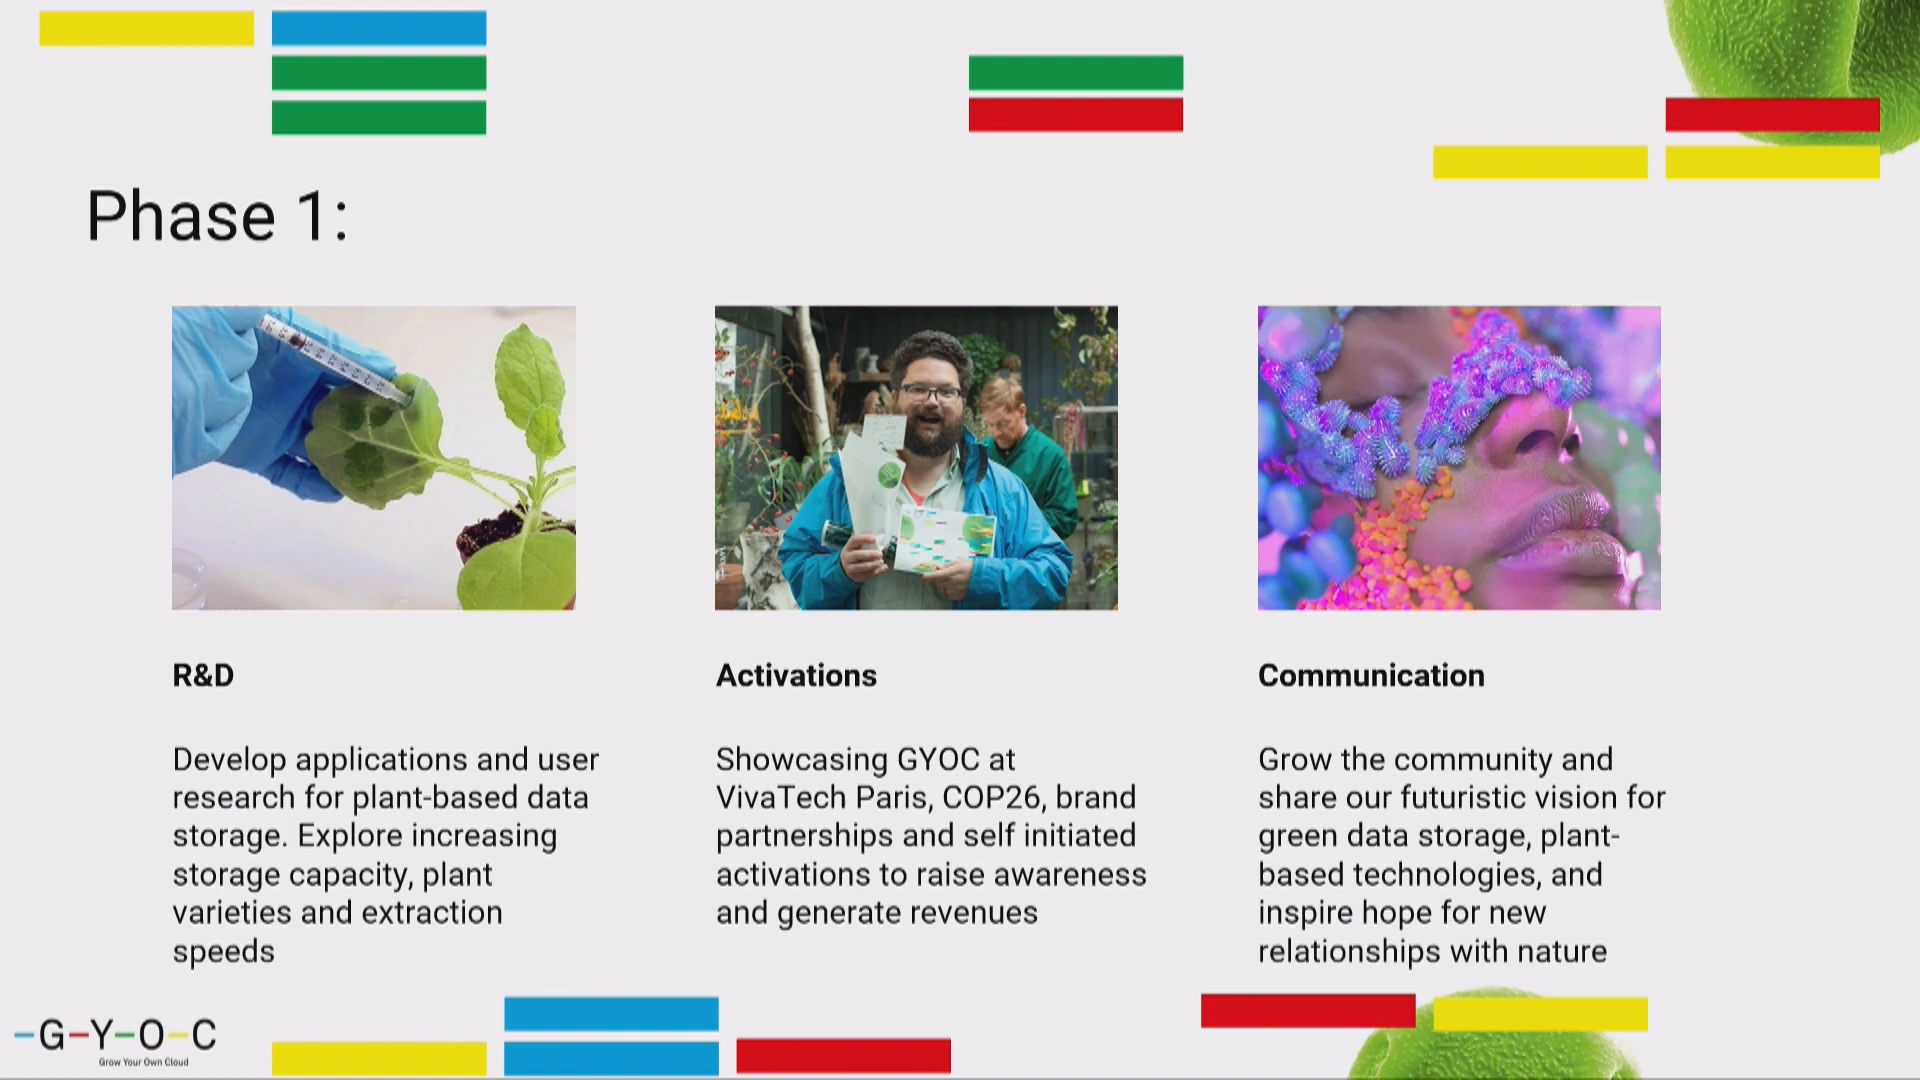 Phase 1:
R&D
Develop applications and user
research for plant-based data
storage. Explore increasing
storage capacity, plant
varieties and extraction
speeds
Activations
Showcasing GYOC at
VivaTech Paris, COP26, brand
partnerships and self initiated
activations to raise awareness
and generate revenues
Communication
Grow the community and
share our futuristic vision for
green data storage, plant-
based technologies, and
inspire hope for new
relationships with nature
–G–Y–O–C
Grow Your Own Cloud